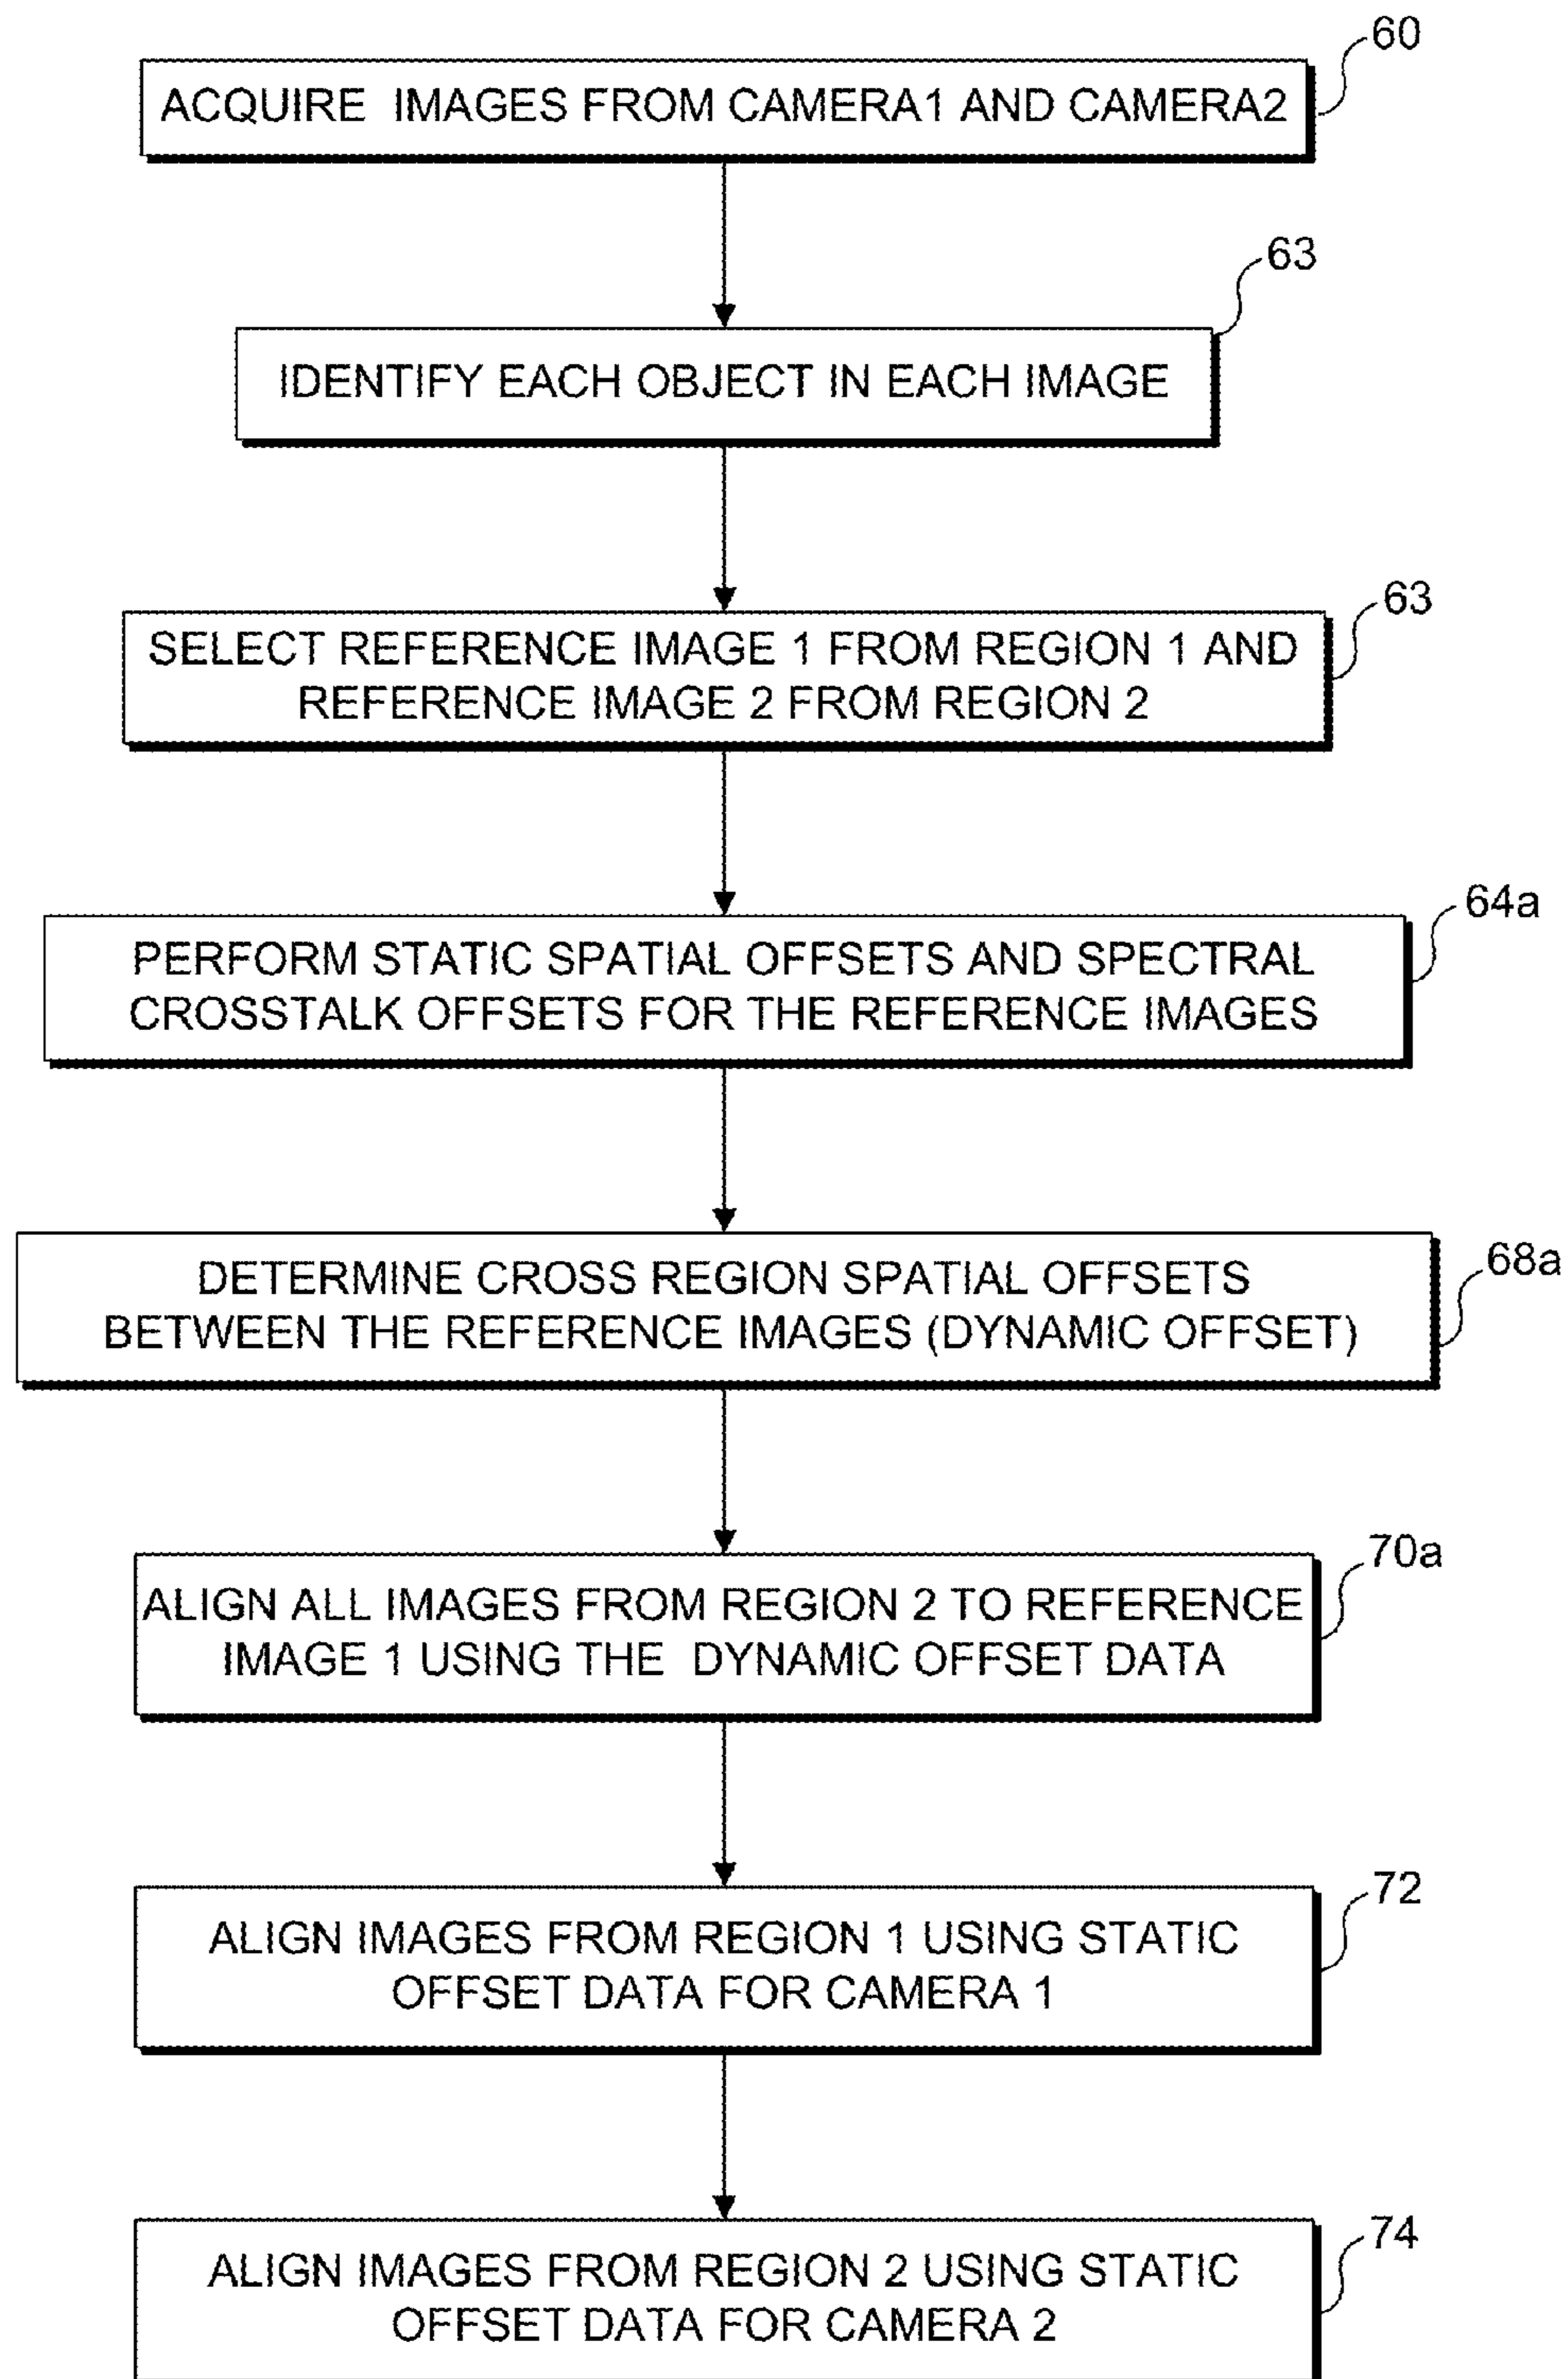 60
ACQUIRE IMAGES FROM CAMERA1 AND CAMERA2
63
IDENTIFY EACH OBJECT IN EACH IMAGE
63
SELECT REFERENCE IMAGE 1 FROM REGION 1 AND
REFERENCE IMAGE 2 FROM REGION 2
64a
PERFORM STATIC SPATIAL OFFSETS AND SPECTRAL
CROSSTALK OFFSETS FOR THE REFERENCE IMAGES
68a
DETERMINE CROSS REGION SPATIAL OFFSETS
BETWEEN THE REFERENCE IMAGES (DYNAMIC OFFSET)
70a
ALIGN ALL IMAGES FROM REGION 2 TO REFERENCE
IMAGE 1 USING THE DYNAMIC OFFSET DATA
72
ALIGN IMAGES FROM REGION 1 USING STATIC
OFFSET DATA FOR CAMERA 1
74
ALIGN IMAGES FROM REGION 2 USING STATIC
OFFSET DATA FOR CAMERA 2